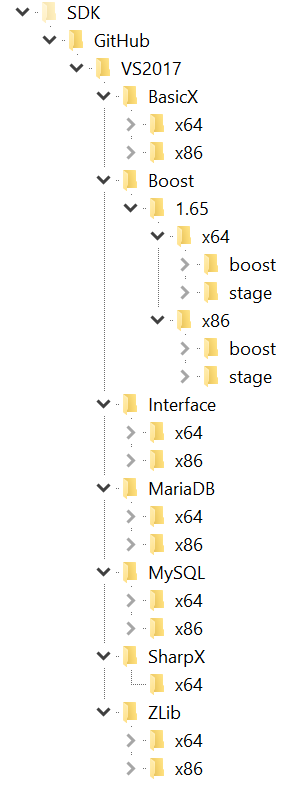 SDK
GitHub
VS2017
BasicX
x64
x86
Boost
1.65
x64
boost
stage
x86
boost
stage
Interface
x64
x86
MariaDB
x64
x86
MySQL
x64
x86
SharpX
x64
ZLib
x64
x86